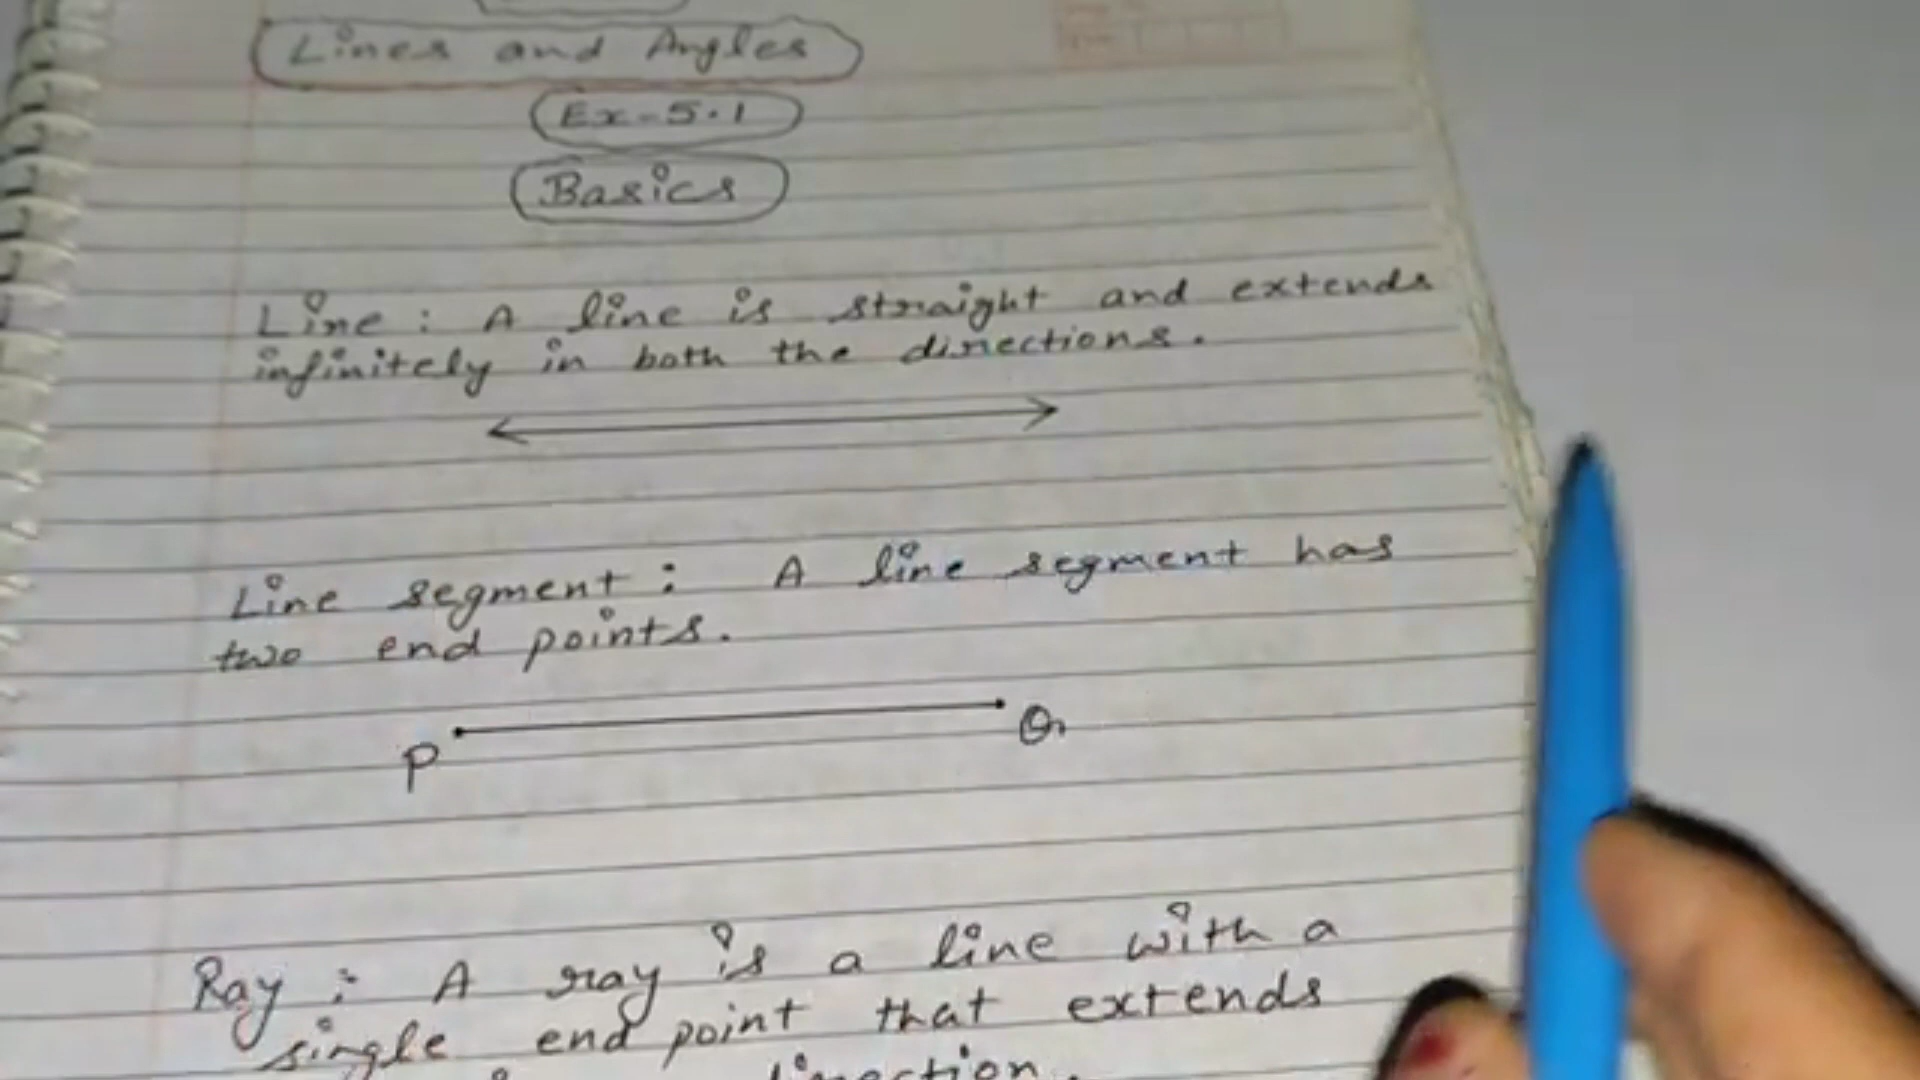 Lines and Angles
Ex-5.1
Basics
Line : A line is straight and extends
infinitely in both the directions.
Line segment : A line segment has
two end points.
P Q
Ray : A ray is a line with a
single end point that extends
direction.